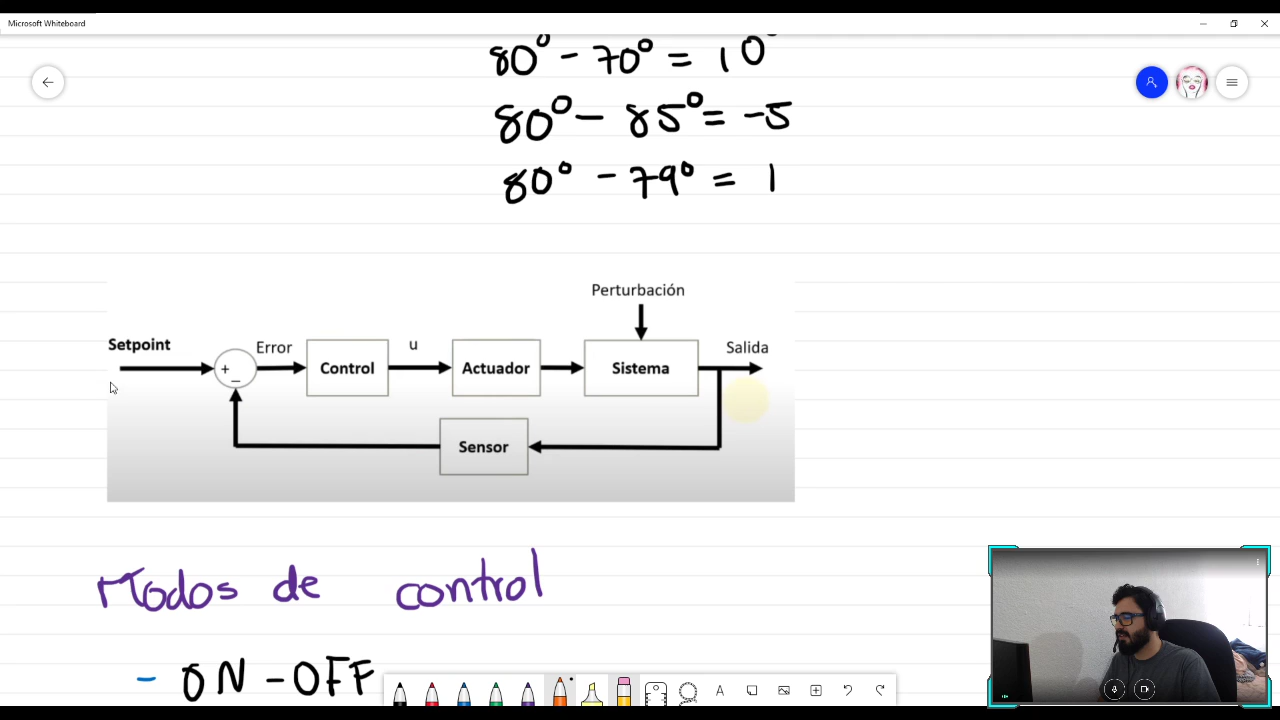 Microsoft Whiteboard
80° - 70° = 10°
80° - 85° = -5
80° - 79° = 1
Perturbación
Setpoint
Error
u
Salida
+
−
Control
Actuador
Sistema
Sensor
Modos de control
- ON - OFF
A